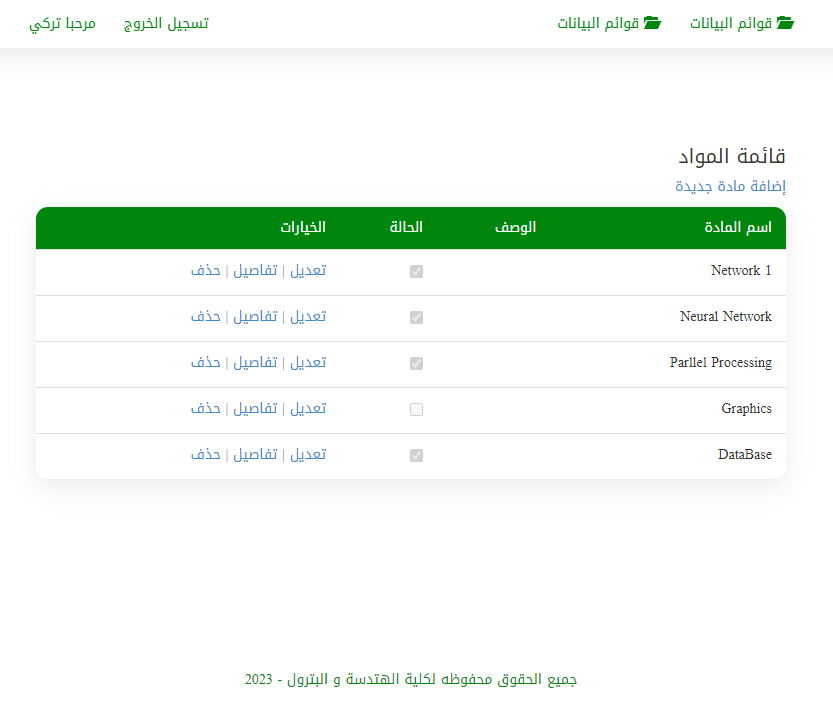 قوائم البيانات قوائم البيانات تسجيل الخروج مرحبا تركي
قائمة المواد
إضافة مادة جديدة
اسم المادة الوصف الحالة الخيارات
Network 1 تعديل | تفاصيل | حذف
Neural Network تعديل | تفاصيل | حذف
Parllel Processing تعديل | تفاصيل | حذف
Graphics تعديل | تفاصيل | حذف
DataBase تعديل | تفاصيل | حذف
جميع الحقوق محفوظه لكلية الهتدسة و البترول - 2023